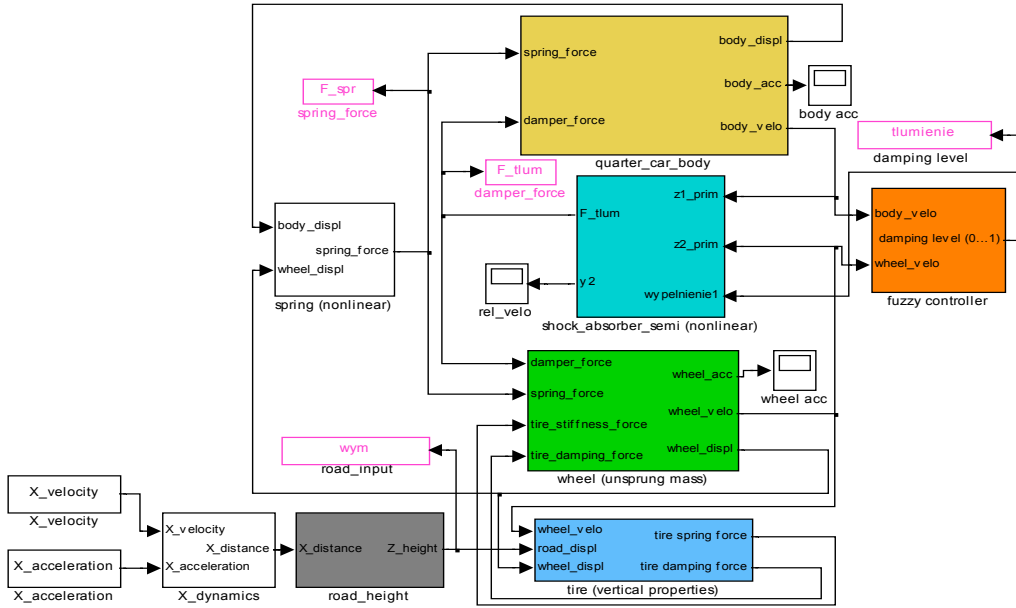 body_displ
spring_force
body_acc
F_spr
spring_force
body acc
damper_force
body_velo
tlumienie
damping level
quarter_car_body
F_tlum
damper_force
z1_prim
F_tlum
body_velo
body_displ
damping level (0...1)
z2_prim
spring_force
wheel_velo
wheel_displ
y2
wypelnienie1
spring (nonlinear)
rel_velo
fuzzy controller
shock_absorber_semi (nonlinear)
damper_force
wheel_acc
spring_force
wheel acc
wheel_velo
tire_stiffness_force
wym
wheel_displ
tire_damping_force
road_input
wheel (unsprung mass)
X_velocity
X_velocity
X_velocity
wheel_velo
tire spring force
X_distance
X_distance
Z_height
road_displ
X_acceleration
X_acceleration
wheel_displ
tire damping force
X_acceleration
X_dynamics
road_height
tire (vertical properties)